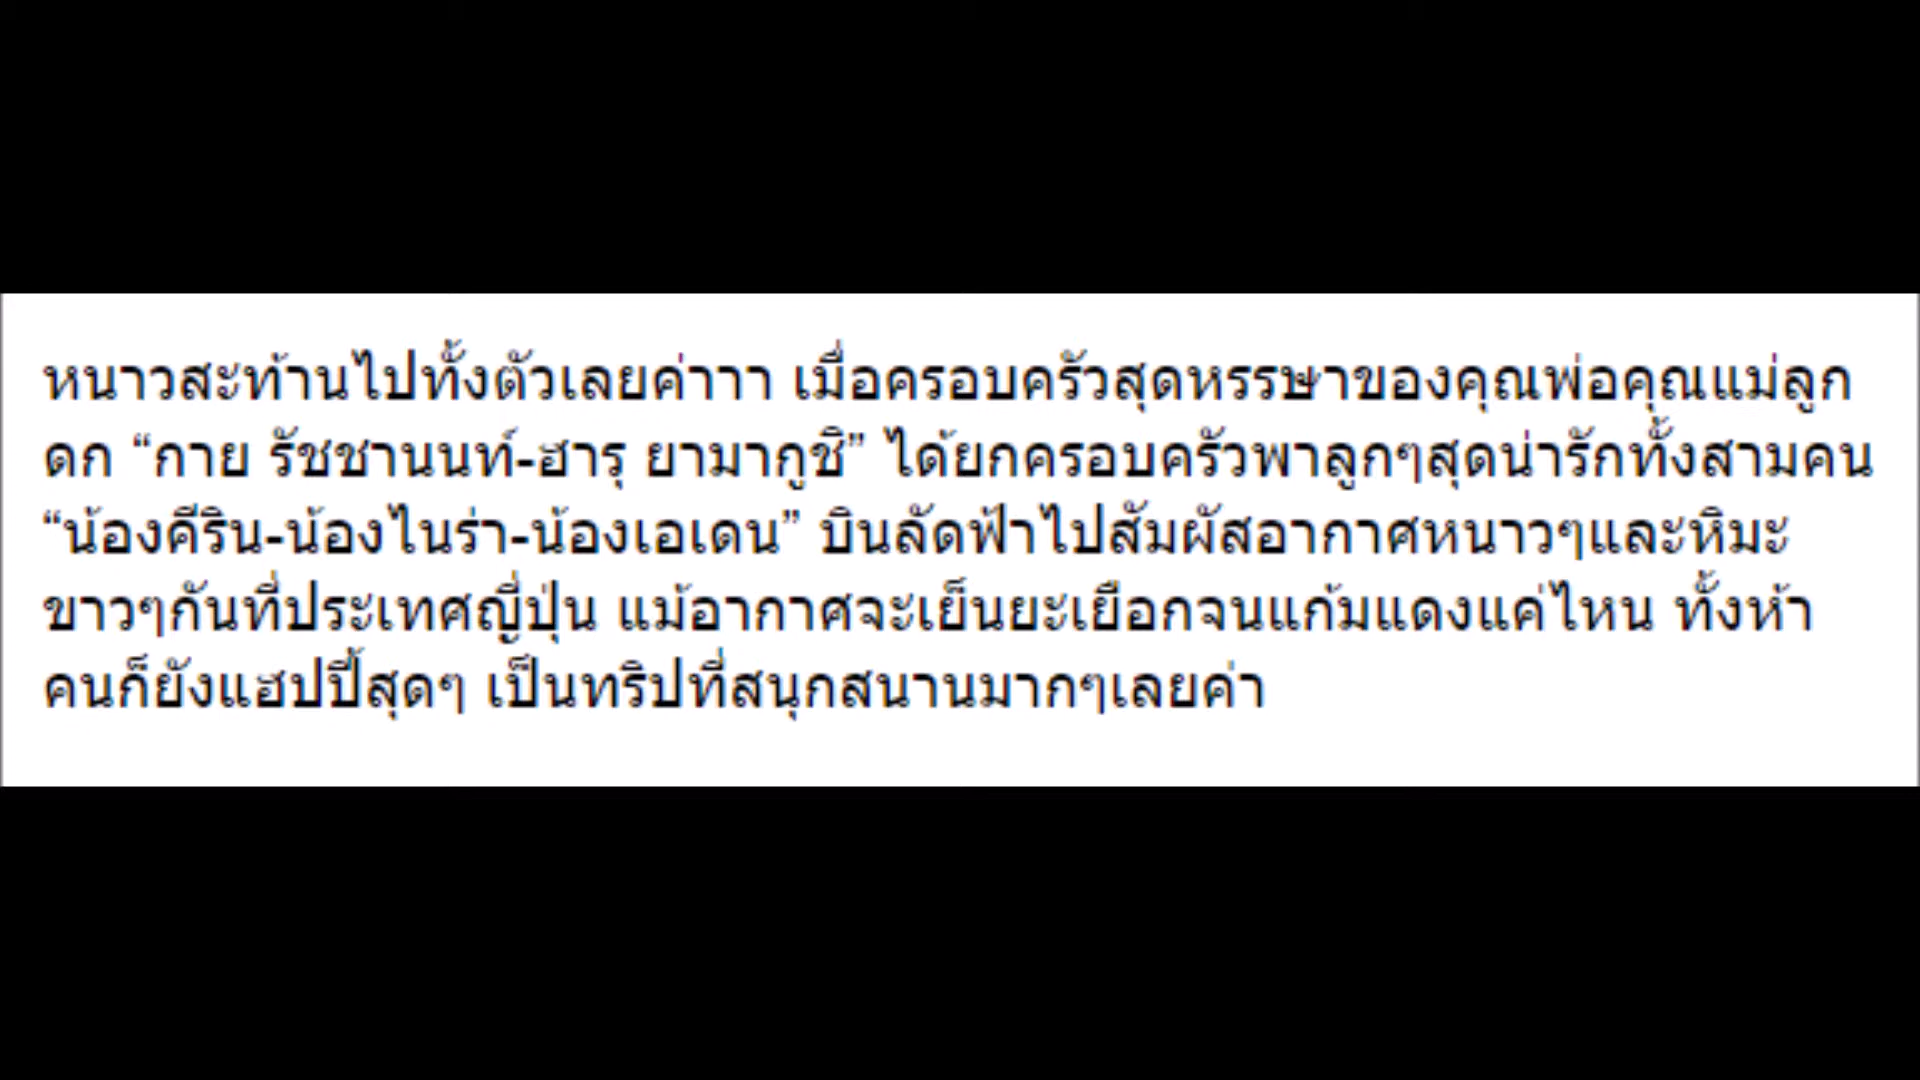 หนาวสะท้านไปทั้งตัวเลยค่าาา เมื่อครอบครัวสุดหรรษาของคุณพ่อคุณแม่ลูก
ดก “กาย รัชชานนท์-ฮารุ ยามากูชิ” ได้ยกครอบครัวพาลูกๆสุดน่ารักทั้งสามคน
“น้องคีริน-น้องไนร่า-น้องเอเดน” บินลัดฟ้าไปสัมผัสอากาศหนาวๆและหิมะ
ขาวๆกันที่ประเทศญี่ปุ่น แม้อากาศจะเย็นยะเยือกจนแก้มแดงแค่ไหน ทั้งห้า
คนก็ยังแฮปปี้สุดๆ เป็นทริปที่สนุกสนานมากๆเลยค่า